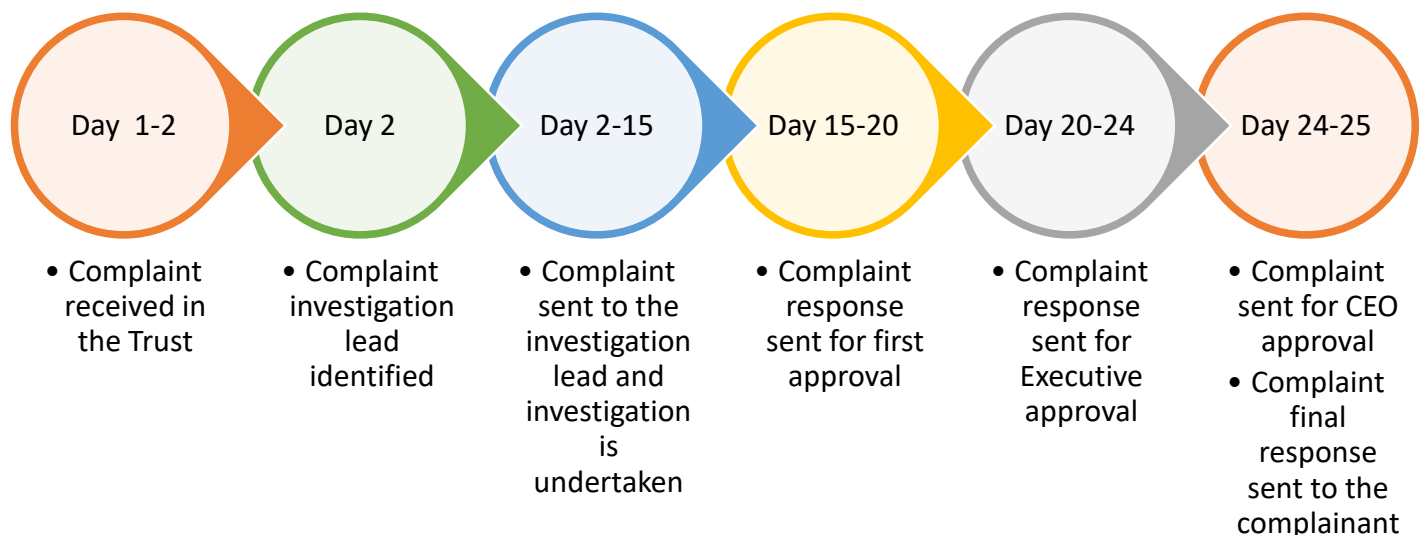 Day 1-2
Day 2
Day 2-15
Day 15-20
Day 20-24
Day 24-25
• Complaint
received in
the Trust
• Complaint
investigation
lead
identified
• Complaint
sent to the
investigation
lead and
investigation
is
undertaken
• Complaint
response
sent for first
approval
• Complaint
response
sent for
Executive
approval
• Complaint
sent for CEO
approval
• Complaint
final
response
sent to the
complainant